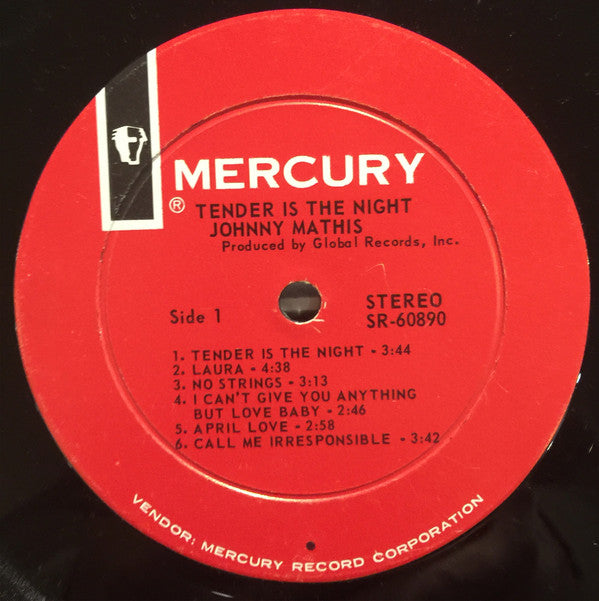 MERCURY
® TENDER IS THE NIGHT
JOHNNY MATHIS
Produced by Global Records, Inc.
Side 1
STEREO
SR-60890
1. TENDER IS THE NIGHT - 3:44
2. LAURA - 4:38
3. NO STRINGS - 3:13
4. I CAN'T GIVE YOU ANYTHING
BUT LOVE BABY - 2:46
5. APRIL LOVE - 2:58
6. CALL ME IRRESPONSIBLE - 3:42
VENDOR: MERCURY RECORD CORPORATION